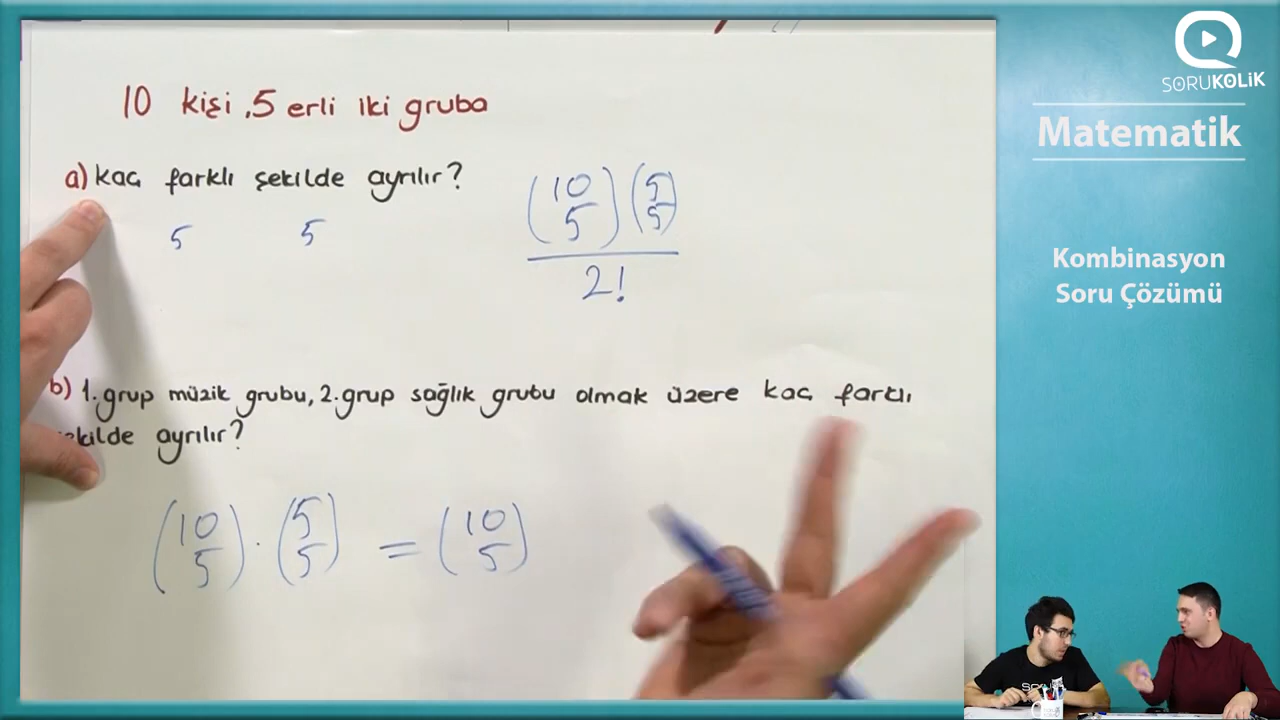 10 kişi, 5 erli iki gruba
a) kaç farklı şekilde ayrılır?
5 5
(10 5) (5 5)
2!
b) 1. grup müzik grubu, 2. grup sağlık grubu olmak üzere kaç farklı
ekilde ayrılır?
(10 5) . (5 5) = (10 5)
SORUKOLİK
Matematik
Kombinasyon
Soru Çözümü